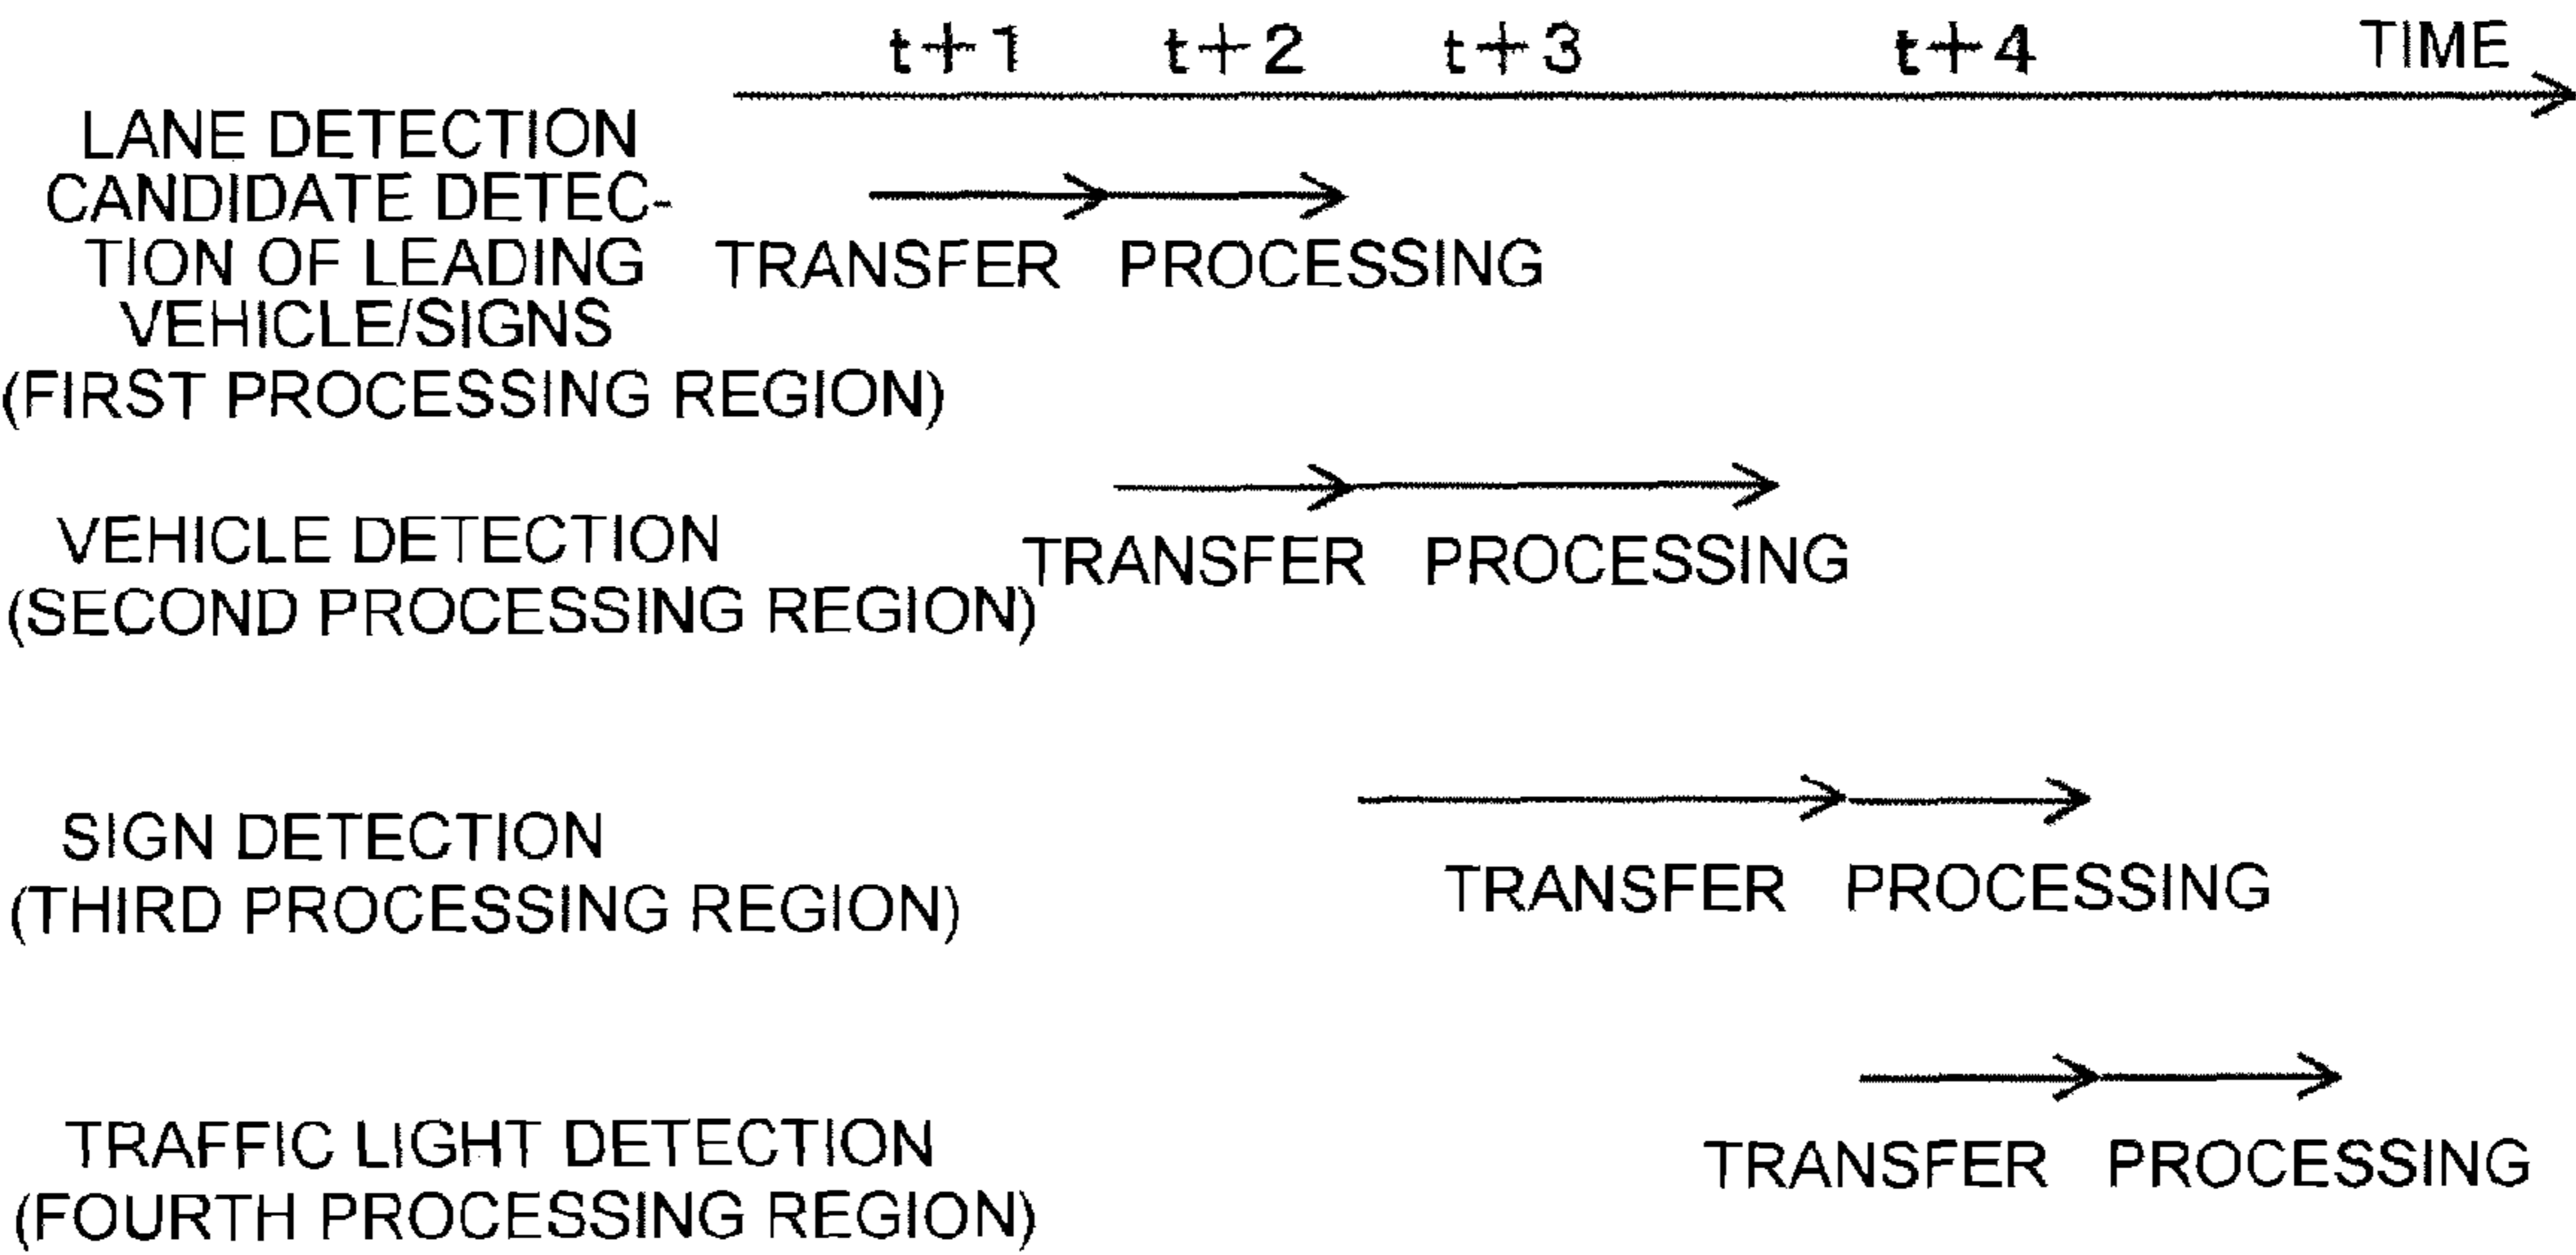 t+1 t+2 t+3 t+4 TIME
LANE DETECTION
CANDIDATE DETEC-
TION OF LEADING
VEHICLE/SIGNS
(FIRST PROCESSING REGION)
TRANSFER PROCESSING
VEHICLE DETECTION
(SECOND PROCESSING REGION)
TRANSFER PROCESSING
SIGN DETECTION
(THIRD PROCESSING REGION)
TRANSFER PROCESSING
TRAFFIC LIGHT DETECTION
(FOURTH PROCESSING REGION)
TRANSFER PROCESSING